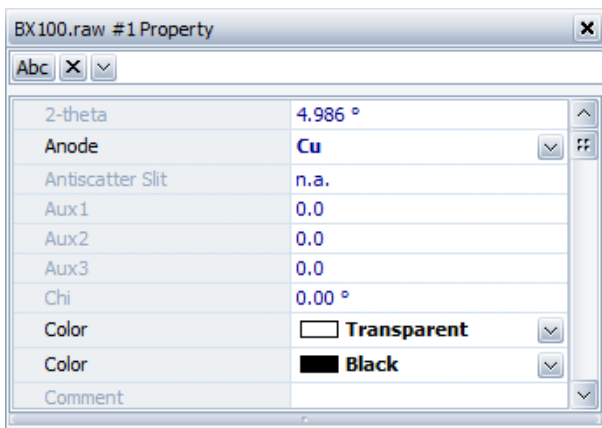 BX100.raw #1 Property
Abc
2-theta 4.986 °
Anode Cu
Antiscatter Slit n.a.
Aux1 0.0
Aux2 0.0
Aux3 0.0
Chi 0.00 °
Color Transparent
Color Black
Comment